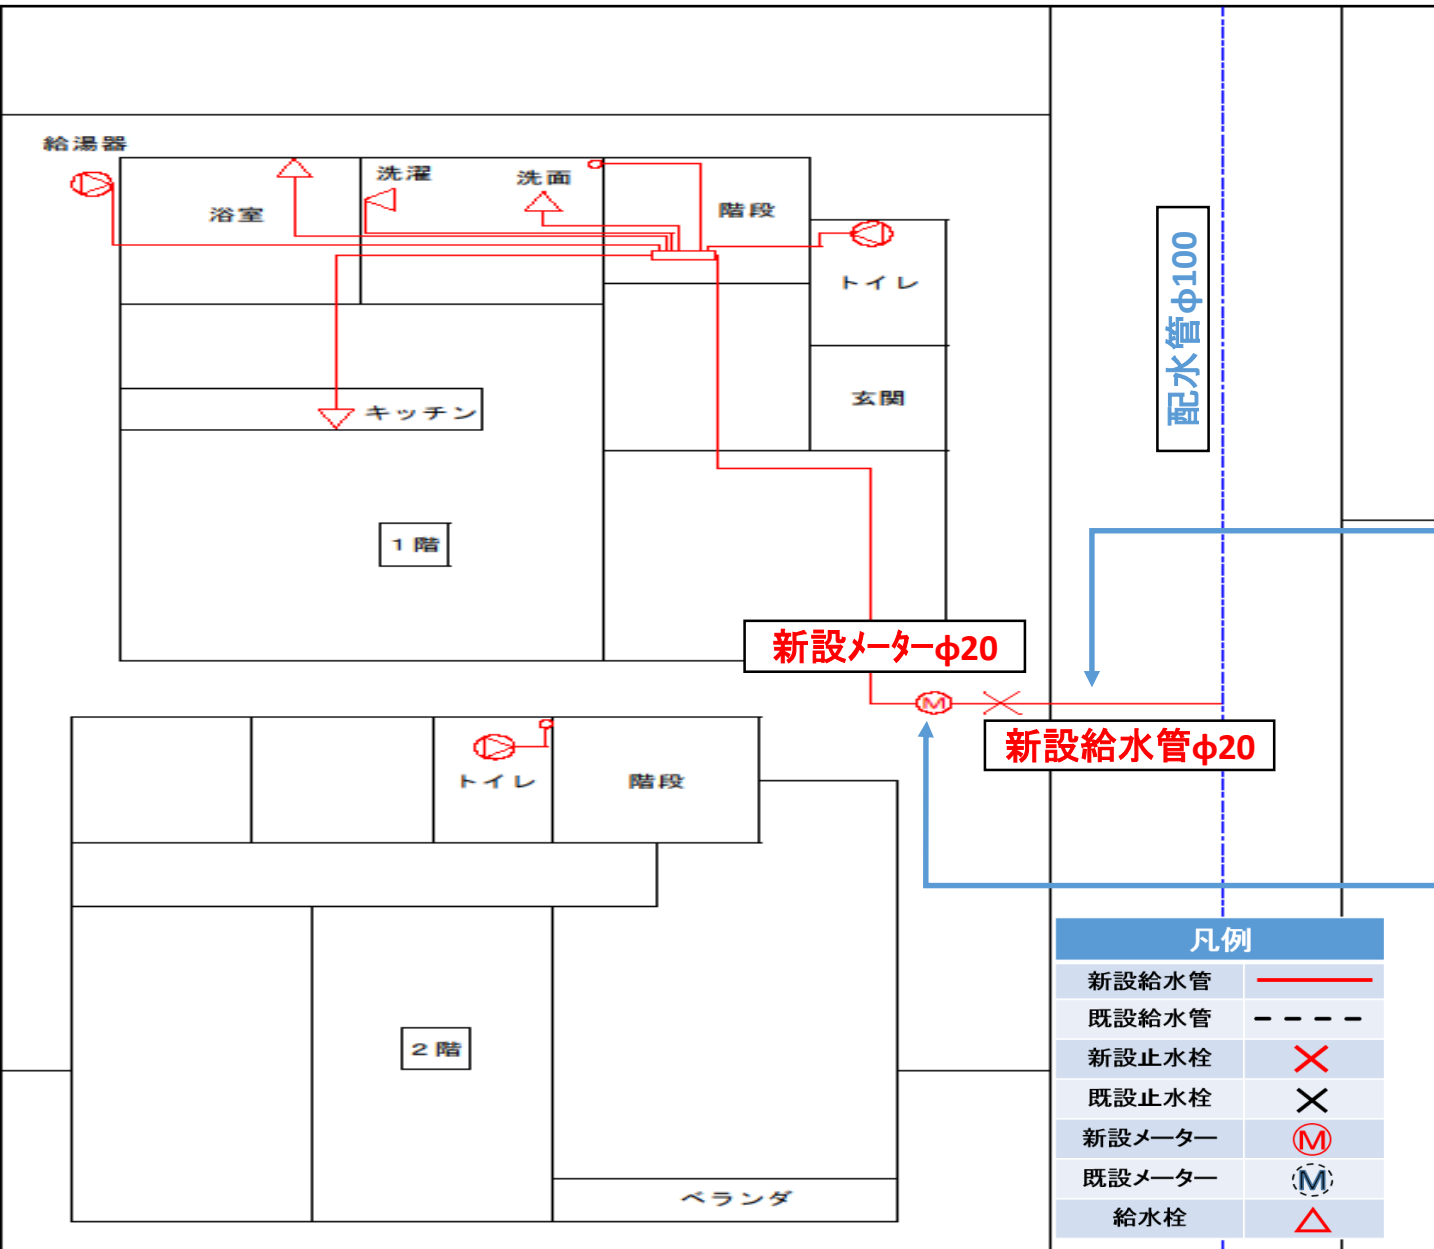 給湯器
浴室
洗濯
洗面
階段
トイレ
玄関
キッチン
1階
配水管φ100
新設メーターφ20
M
新設給水管φ20
トイレ
階段
2階
ベランダ
凡例
新設給水管
既設給水管
新設止水栓
既設止水栓
新設メーター M
既設メーター M
給水栓